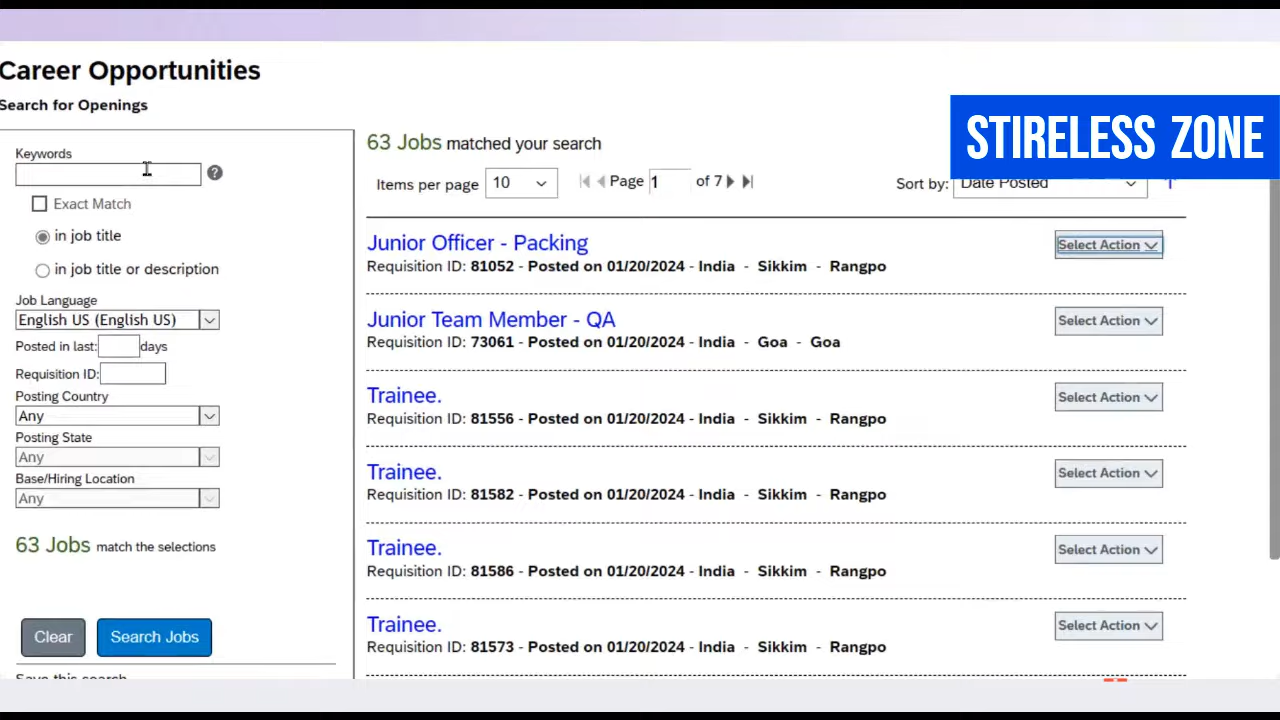 Career Opportunities
Search for Openings
STIRELESS ZONE
Keywords
?
Exact Match
in job title
in job title or description
Job Language
English US (English US)
Posted in last: days
Requisition ID:
Posting Country
Any
Posting State
Any
Base/Hiring Location
Any
63 Jobs match the selections
Clear Search Jobs
Save this search
63 Jobs matched your search
Items per page 10 Page 1 of 7 Sort by: Date Posted
Junior Officer - Packing Select Action
Requisition ID: 81052 - Posted on 01/20/2024 - India - Sikkim - Rangpo
Junior Team Member - QA Select Action
Requisition ID: 73061 - Posted on 01/20/2024 - India - Goa - Goa
Trainee. Select Action
Requisition ID: 81556 - Posted on 01/20/2024 - India - Sikkim - Rangpo
Trainee. Select Action
Requisition ID: 81582 - Posted on 01/20/2024 - India - Sikkim - Rangpo
Trainee. Select Action
Requisition ID: 81586 - Posted on 01/20/2024 - India - Sikkim - Rangpo
Trainee. Select Action
Requisition ID: 81573 - Posted on 01/20/2024 - India - Sikkim - Rangpo